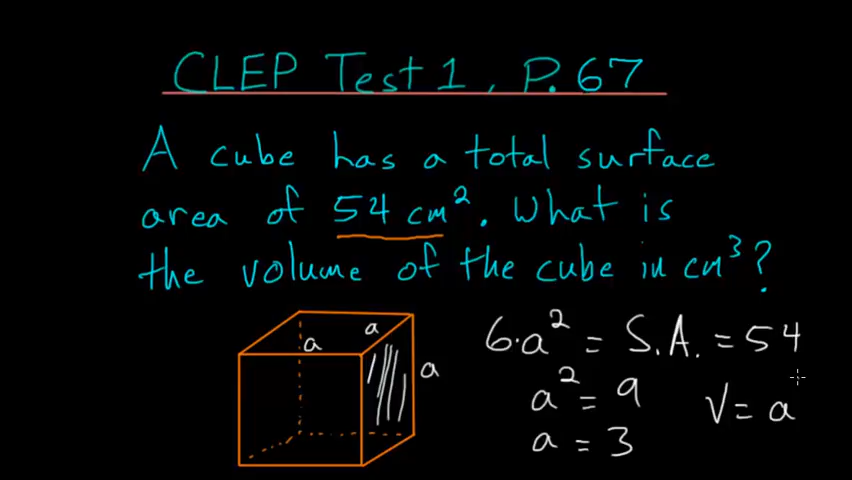 CLEP Test 1, P.67
A cube has a total surface
area of 54 cm². What is
the volume of the cube in cm³?
a
a
a
6·a² = S.A. = 54
a² = 9
V = a
a = 3